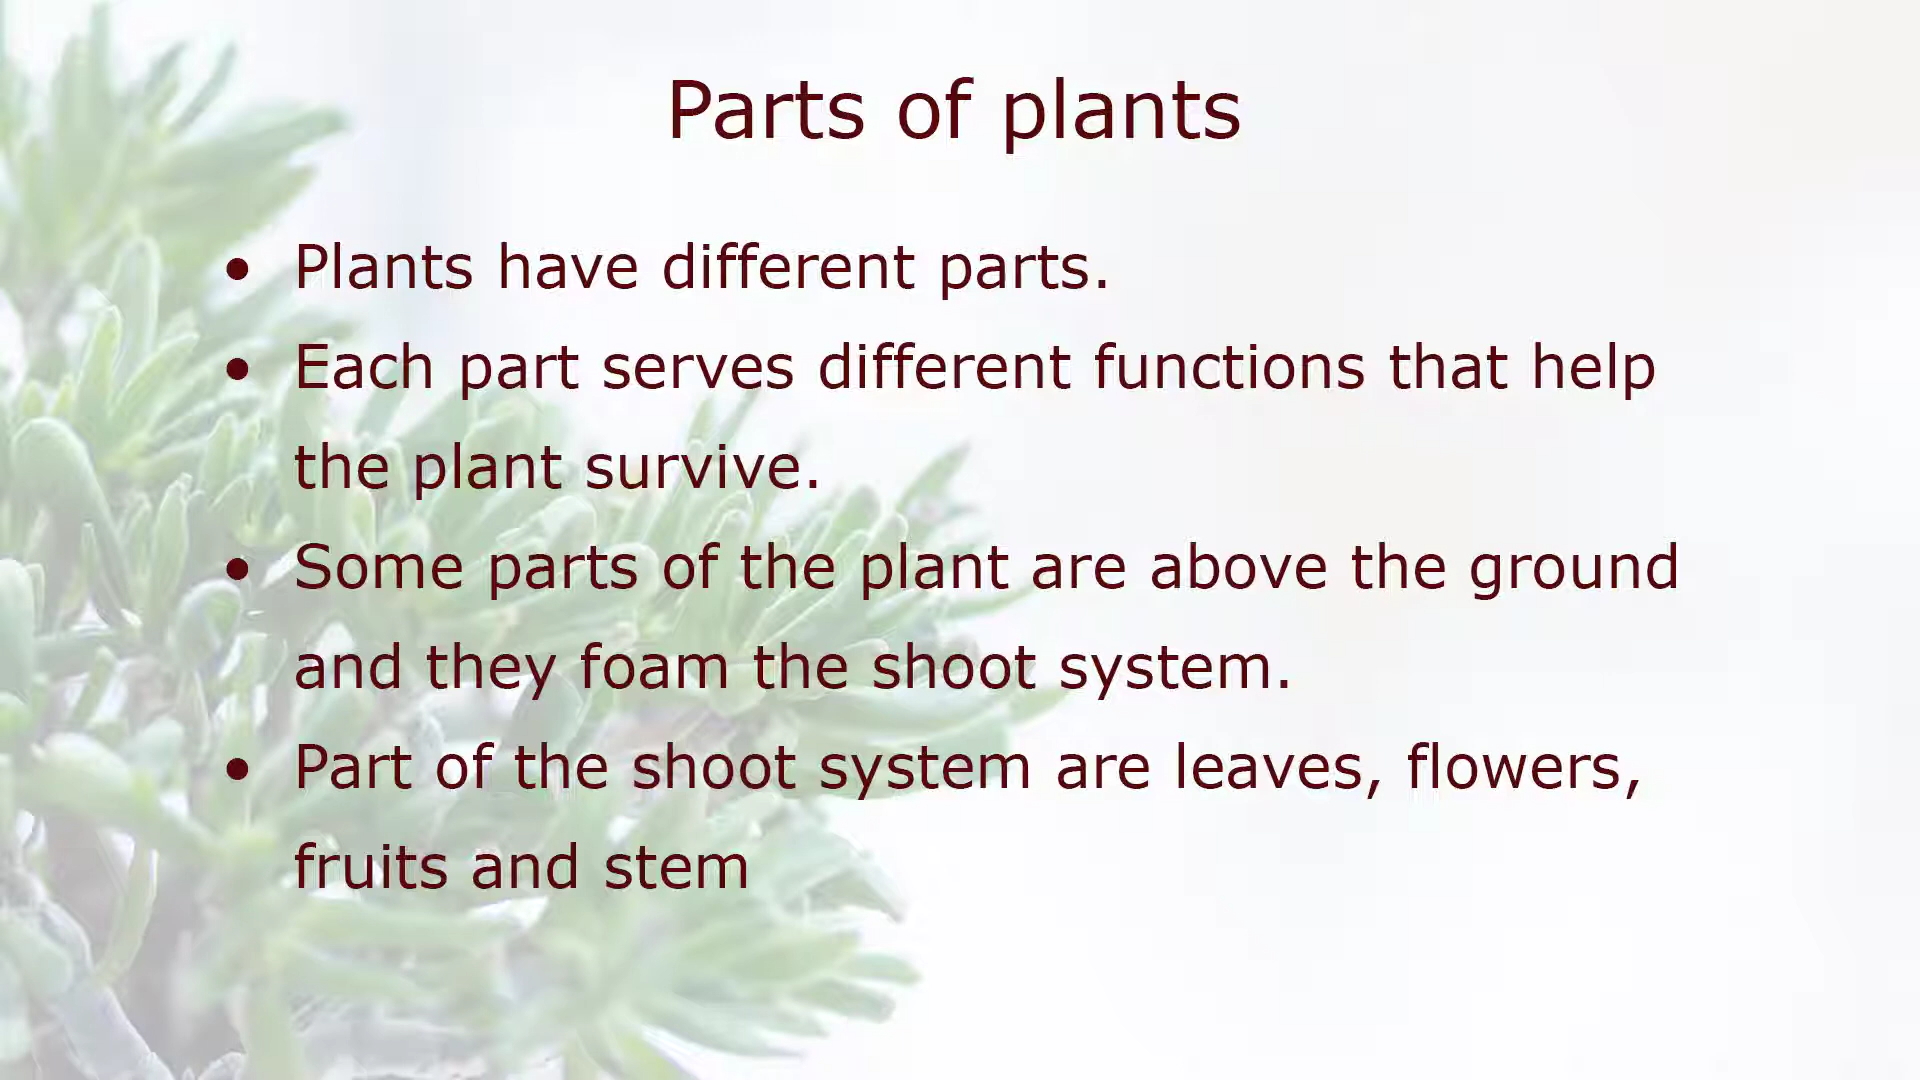 Parts of plants
• Plants have different parts.
• Each part serves different functions that help
the plant survive.
• Some parts of the plant are above the ground
and they foam the shoot system.
• Part of the shoot system are leaves, flowers,
fruits and stem